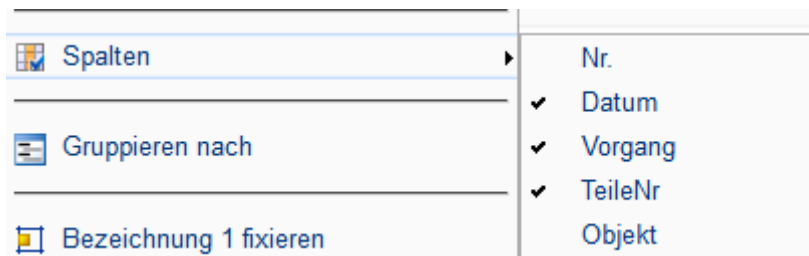 Spalten
Gruppieren nach
Bezeichnung 1 fixieren
Nr.
Datum
Vorgang
TeileNr
Objekt